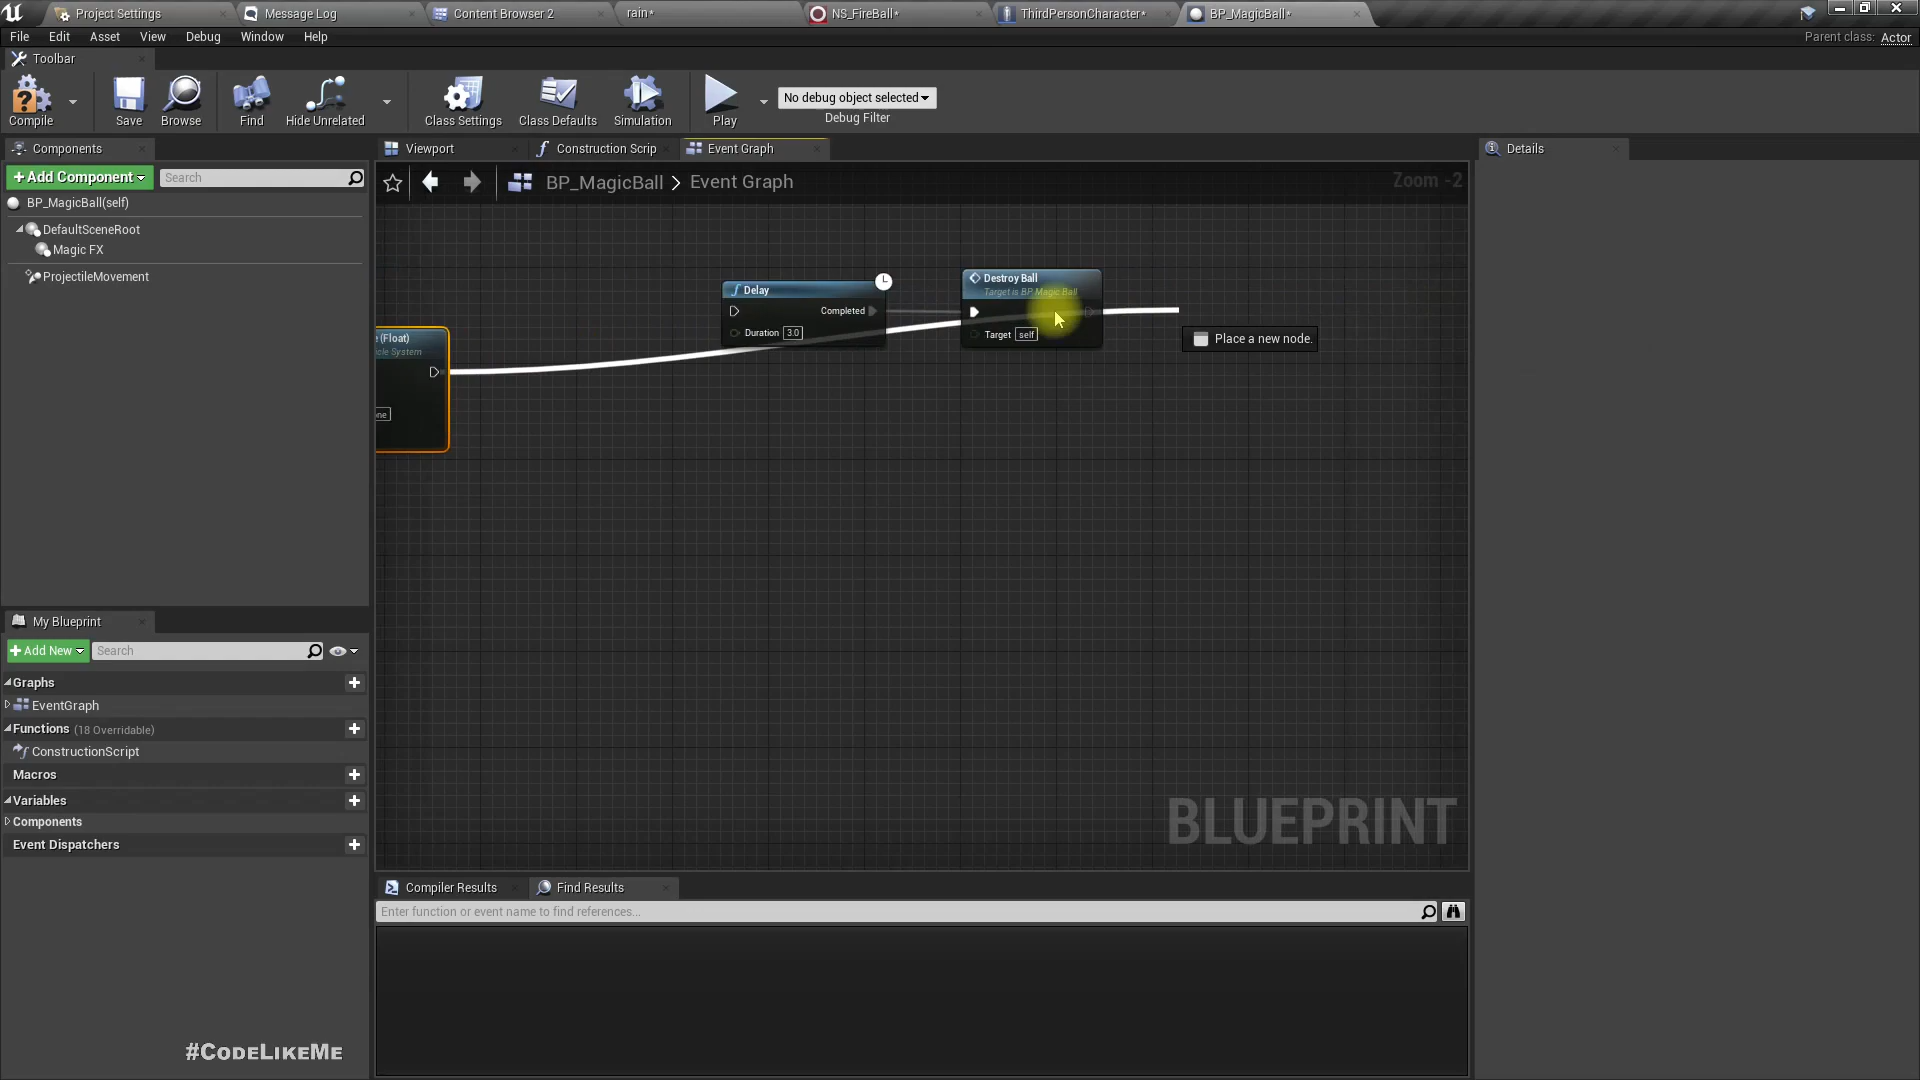 Project Settings
Message Log
Content Browser 2
rain*
NS_FireBall*
ThirdPersonCharacter*
BP_MagicBall*
File Edit Asset View Debug Window Help
Parent class: Actor
Toolbar
Compile
Save
Browse
Find
Hide Unrelated
Class Settings
Class Defaults
Simulation
Play
No debug object selected
Debug Filter
Components
Viewport
Construction Scrip
Event Graph
Details
+Add Component
Search
BP_MagicBall > Event Graph
Zoom -2
BP_MagicBall(self)
DefaultSceneRoot
Magic FX
ProjectileMovement
Delay
Completed
Duration 3.0
Destroy Ball
Target is BP Magic Ball
Target self
Place a new node.
e (Float)
icle System
one
My Blueprint
+Add New
Search
Graphs
EventGraph
Functions (18 Overridable)
ConstructionScript
Macros
Variables
Components
Event Dispatchers
BLUEPRINT
Compiler Results
Find Results
Enter function or event name to find references...
#CodeLikeMe